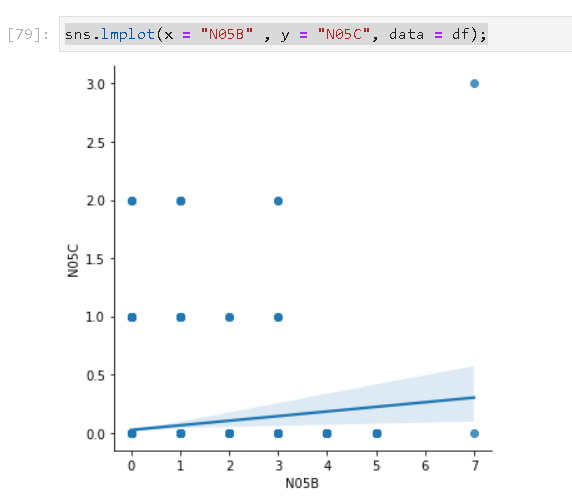 [79]: sns.lmplot(x = "N05B" , y = "N05C", data = df);
3.0
2.5
2.0
1.5
1.0
0.5
0.0
N05C
0 1 2 3 4 5 6 7
N05B